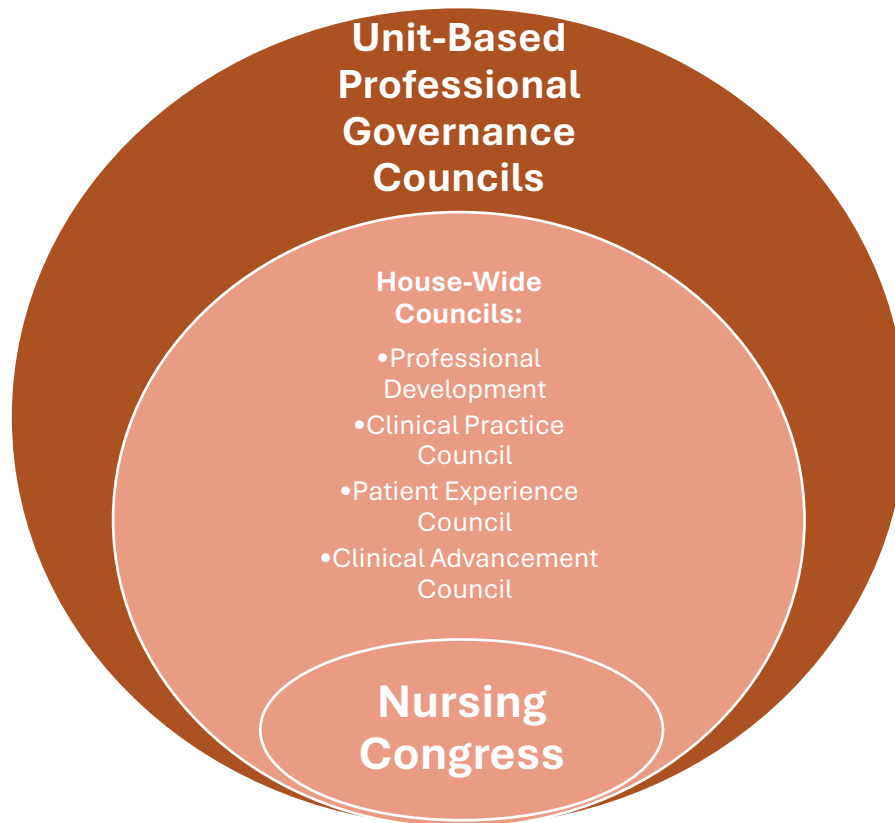 Unit-Based
Professional
Governance
Councils
House-Wide
Councils:
•Professional
Development
•Clinical Practice
Council
•Patient Experience
Council
•Clinical Advancement
Council
Nursing
Congress